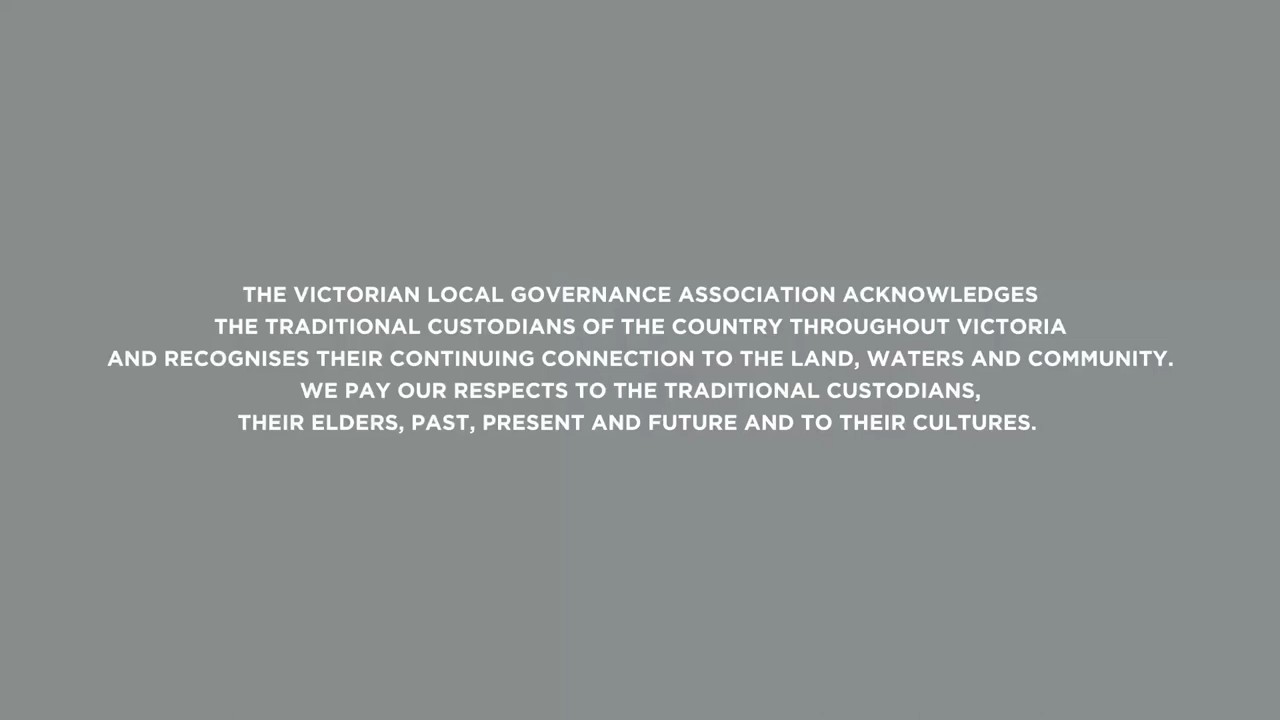 THE VICTORIAN LOCAL GOVERNANCE ASSOCIATION ACKNOWLEDGES
THE TRADITIONAL CUSTODIANS OF THE COUNTRY THROUGHOUT VICTORIA
AND RECOGNISES THEIR CONTINUING CONNECTION TO THE LAND, WATERS AND COMMUNITY.
WE PAY OUR RESPECTS TO THE TRADITIONAL CUSTODIANS,
THEIR ELDERS, PAST, PRESENT AND FUTURE AND TO THEIR CULTURES.